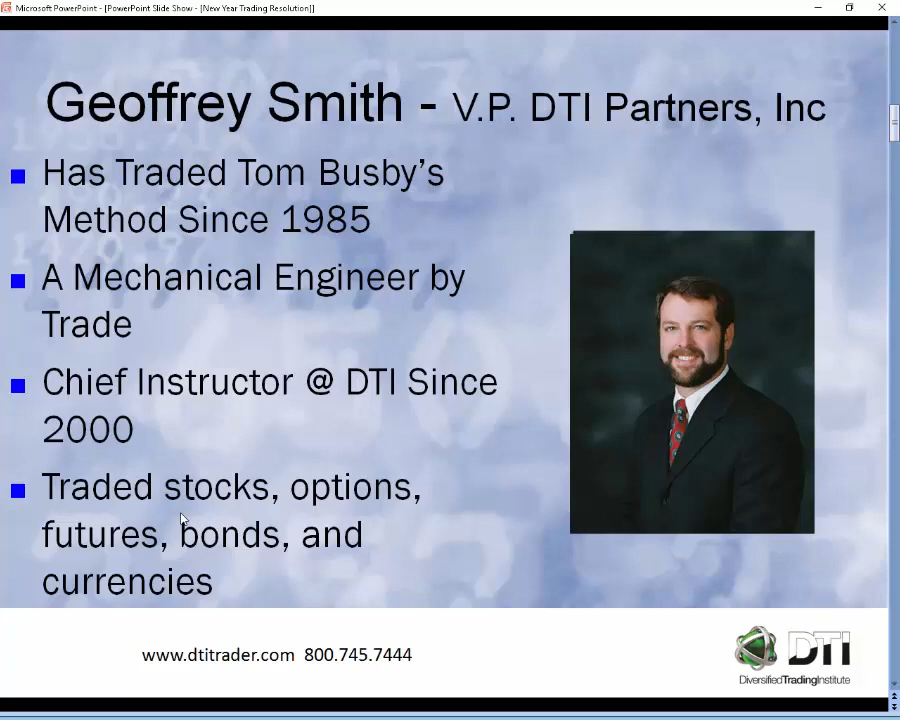 Microsoft PowerPoint - [PowerPoint Slide Show - [New Year Trading Resolution]]
Geoffrey Smith - V.P. DTI Partners, Inc
Has Traded Tom Busby's
Method Since 1985
A Mechanical Engineer by
Trade
Chief Instructor @ DTI Since
2000
Traded stocks, options,
futures, bonds, and
currencies
www.dtitrader.com 800.745.7444
DTI
DiversifiedTradingInstitute